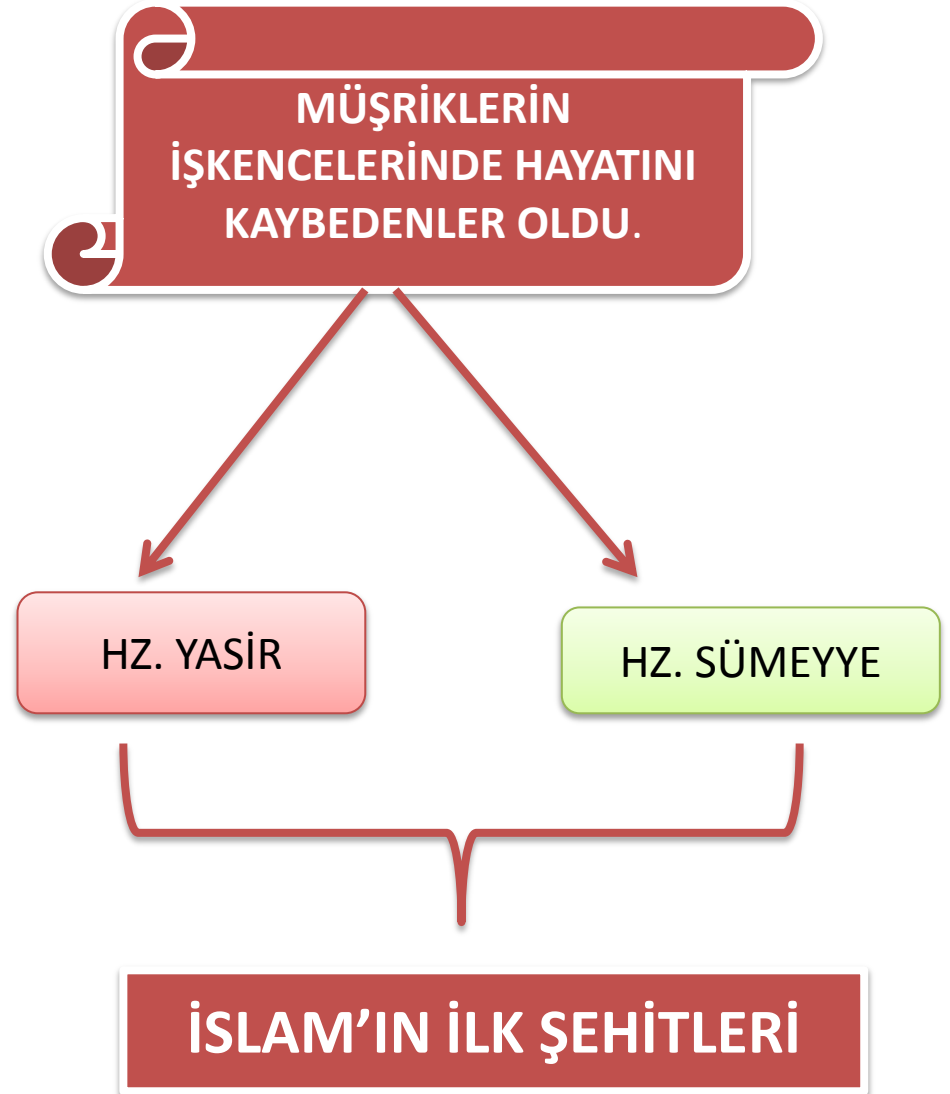 MÜŞRİKLERİN
İŞKENCELERİNDE HAYATINI
KAYBEDENLER OLDU.
HZ. YASİR
HZ. SÜMEYYE
İSLAM’IN İLK ŞEHİTLERİ